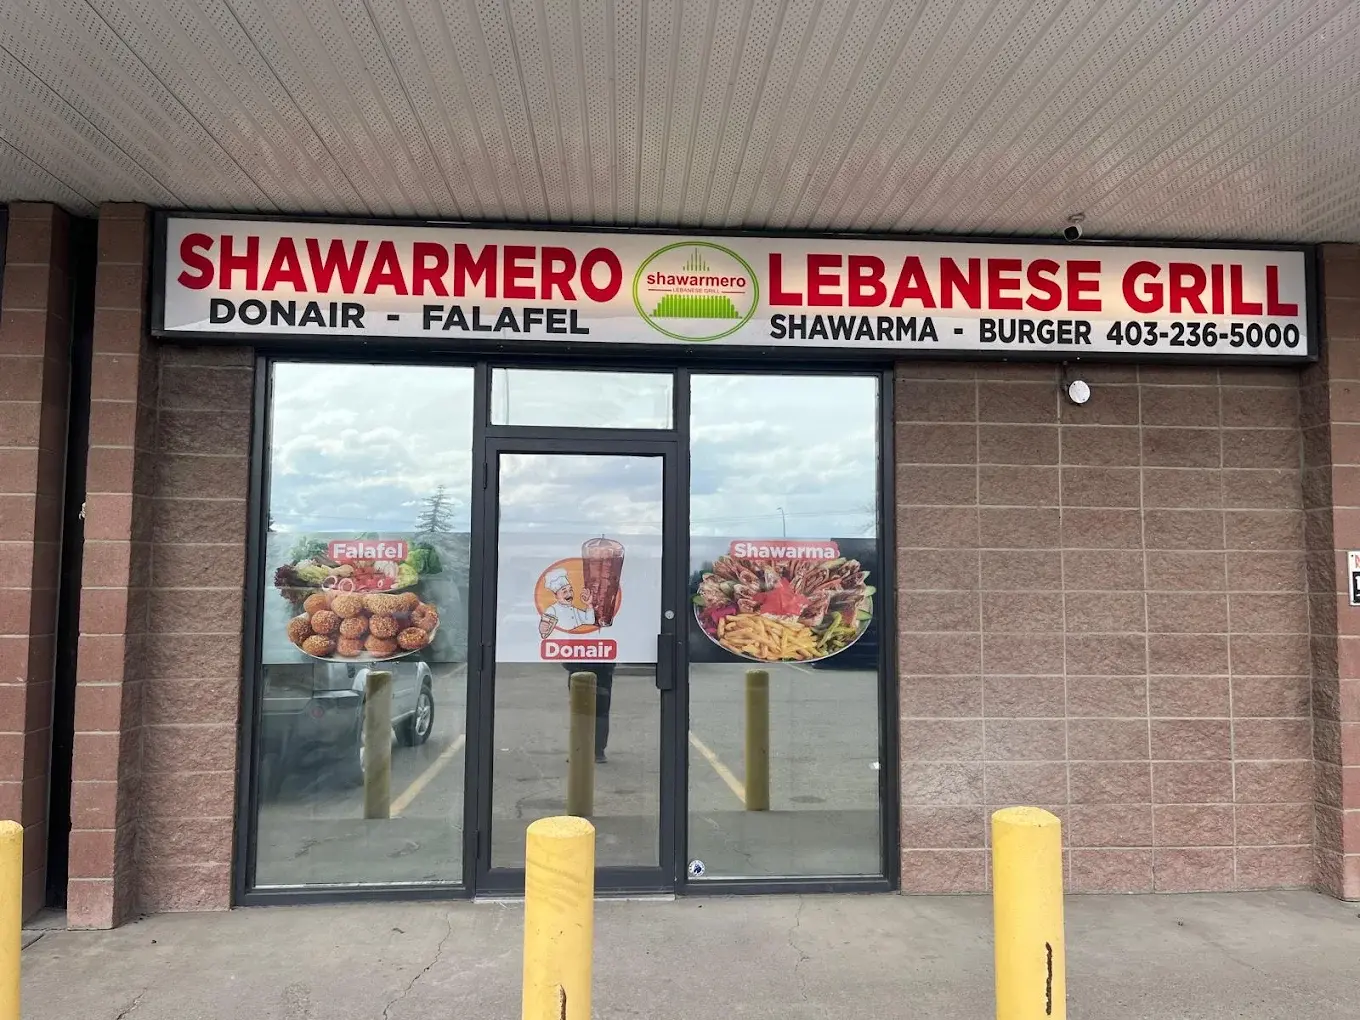 SHAWARMERO
DONAIR - FALAFEL
shawarmero
LEBANESE GRILL
LEBANESE GRILL
SHAWARMA - BURGER 403-236-5000
Falafel
Donair
Shawarma